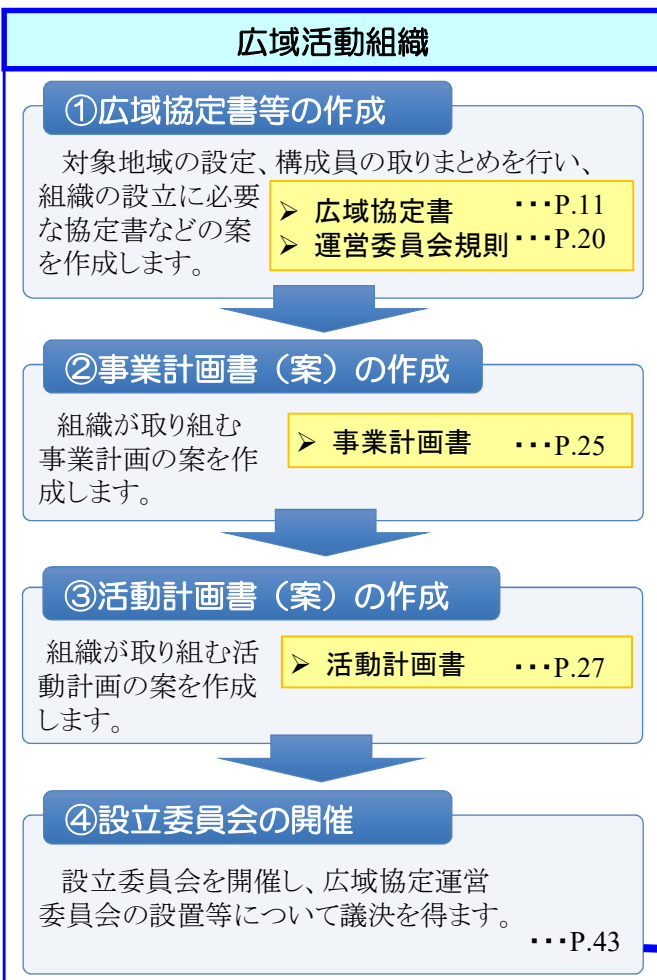 広域活動組織
①広域協定書等の作成
対象地域の設定、構成員の取りまとめを行い、
組織の設立に必要
な協定書などの案
を作成します。
➢ 広域協定書 ・・・P.11
➢ 運営委員会規則・・・P.20
②事業計画書（案）の作成
組織が取り組む
事業計画の案を作
成します。
➢ 事業計画書 ・・・P.25
③活動計画書（案）の作成
組織が取り組む活
動計画の案を作成
します。
➢ 活動計画書 ・・・P.27
④設立委員会の開催
設立委員会を開催し、広域協定運営
委員会の設置等について議決を得ます。
・・・P.43